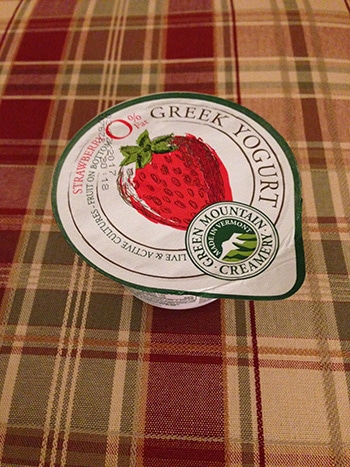 GREEK YOGURT
0% Fat
STRAWBERRY
FRUIT ON BOTTOM
LIVE & ACTIVE CULTURES
GREEN MOUNTAIN
CREAMERY
MADE IN VERMONT